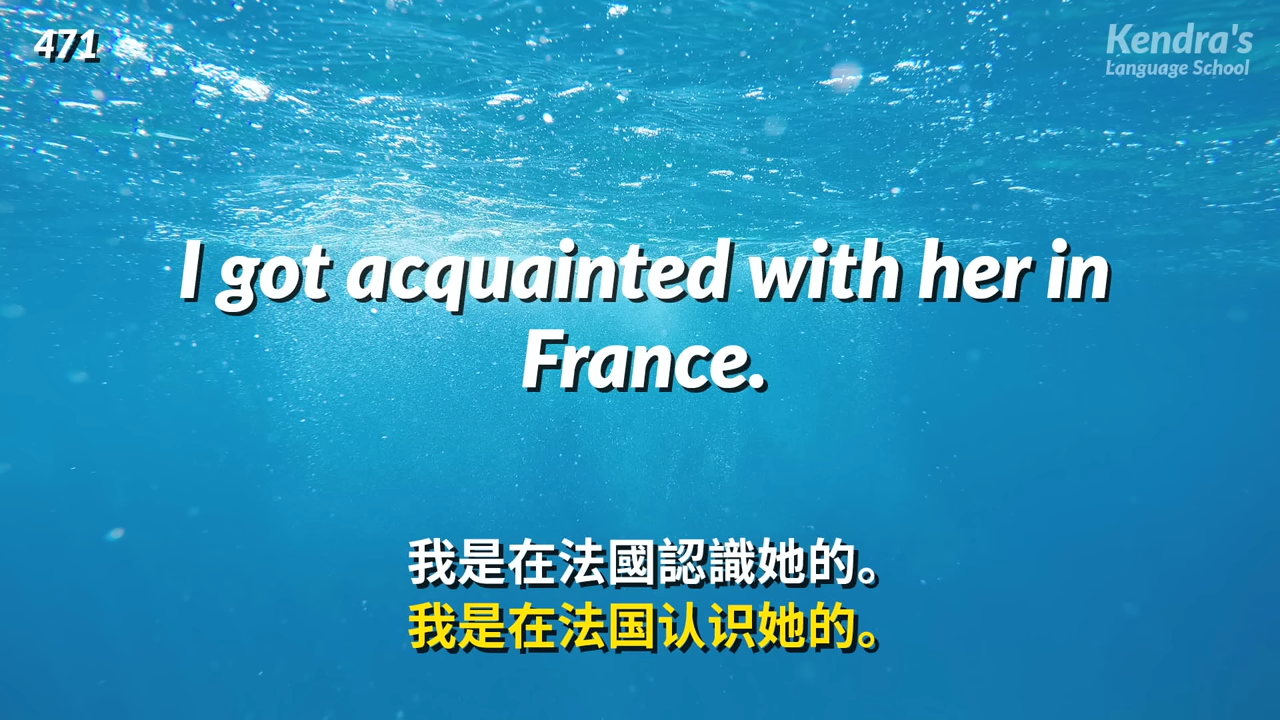 471
Kendra's
Language School
I got acquainted with her in
France.
我是在法國認識她的。
我是在法国认识她的。